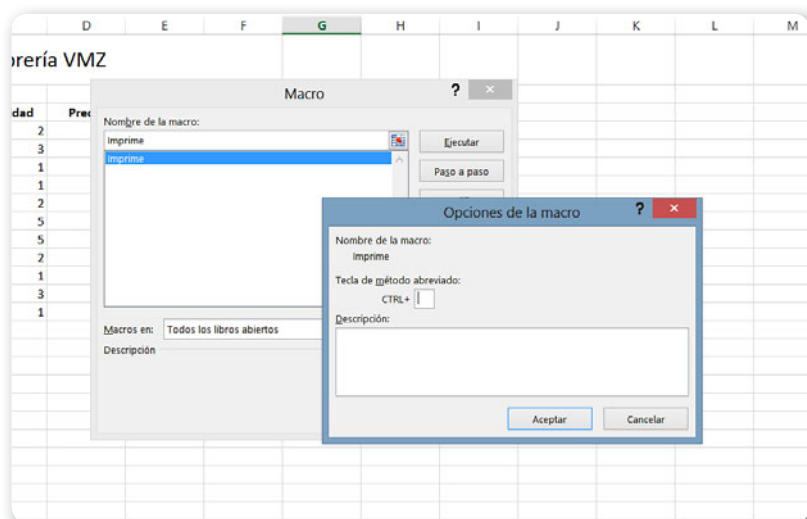 D E F G H I J K L M
rería VMZ
Macro ?
dad Prec
Nombre de la macro:
Imprime
Ejecutar
Imprime
Paso a paso
Opciones de la macro ?
Nombre de la macro:
Imprime
Tecla de método abreviado:
CTRL+
Descripción:
Aceptar Cancelar
Macros en: Todos los libros abiertos
Descripción
2
3
1
1
2
5
5
2
1
3
1